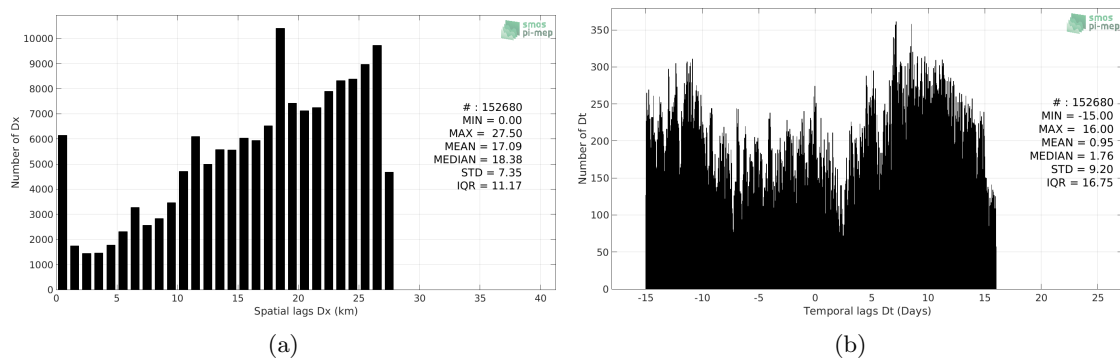 smos
pi-mep
10000
9000
8000
7000
6000
5000
4000
3000
2000
1000
0
Number of Dx
# : 152680
MIN = 0.00
MAX = 27.50
MEAN = 17.09
MEDIAN = 18.38
STD = 7.35
IQR = 11.17
0 5 10 15 20 25 30 35 40
Spatial lags Dx (km)
(a)
smos
pi-mep
350
300
250
200
150
100
50
0
Number of Dt
# : 152680
MIN = -15.00
MAX = 16.00
MEAN = 0.95
MEDIAN = 1.76
STD = 9.20
IQR = 16.75
-15 -10 -5 0 5 10 15 20 25
Temporal lags Dt (Days)
(b)